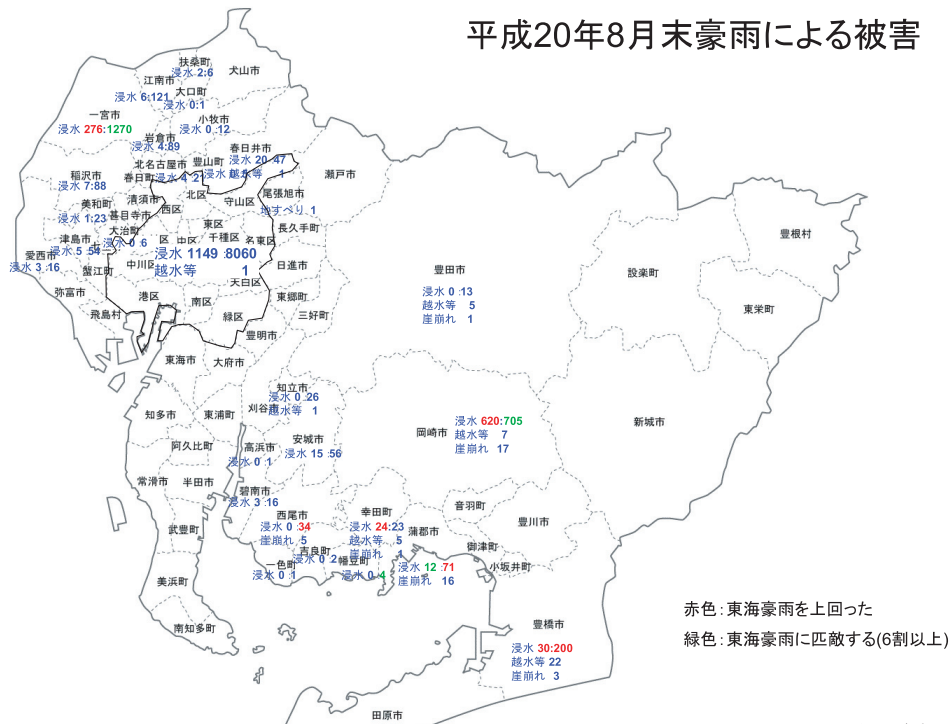 平成20年8月末豪雨による被害
扶桑町
浸水 2:6
犬山市
江南市
浸水 6:121
大口町
浸水 0:1
一宮市
浸水 276:1270
小牧市
浸水 0 12
岩倉市
浸水 4:89
春日井市
浸水 20 :47
越水等 1
北名古屋市
豊山町
浸水 4 21
春日町
稲沢市
浸水 7:88
瀬戸市
尾張旭市
地すべり 1
北区
守山区
清須市
西区
美和町
浸水 1:23
甚目寺市
大治町
浸水 0 6
東区
千種区
名東区
長久手町
中区
区
津島市
浸水 5 54
愛西市
浸水 3 16
蟹江町
中川区
浸水 1149 :8060
越水等 1
日進市
天白区
弥富市
港区
南区
緑区
東郷町
三好町
飛島村
豊明市
豊田市
浸水 0 :13
越水等 5
崖崩れ 1
設楽町
豊根村
東栄町
新城市
東海市
大府市
知立市
浸水 0 26
越水等 1
刈谷市
知多市
東浦町
岡崎市
浸水 620:705
越水等 7
崖崩れ 17
安城市
浸水 15 :56
高浜市
浸水 0 1
阿久比町
常滑市
半田市
碧南市
浸水 3 16
西尾市
浸水 0 :34
崖崩れ 5
幸田町
浸水 24:23
越水等 5
崖崩れ 1
音羽町
豊川市
蒲郡市
浸水 12 :71
崖崩れ 16
御津町
小坂井町
武豊町
吉良町
浸水 0 2
一色町
浸水 0 :1
幡豆町
浸水 0 4
美浜町
南知多町
豊橋市
浸水 30:200
越水等 22
崖崩れ 3
田原市
赤色：東海豪雨を上回った
緑色：東海豪雨に匹敵する(6割以上)